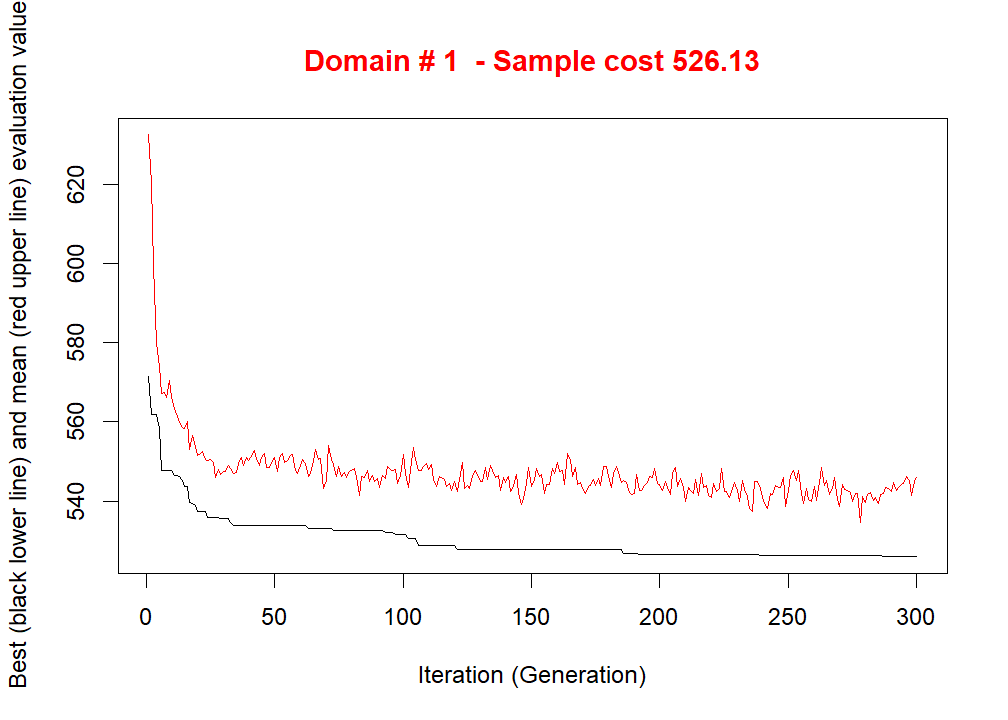 Domain # 1  - Sample cost 526.13
Best (black lower line) and mean (red upper line) evaluation value
620
600
580
560
540
0 50 100 150 200 250 300
Iteration (Generation)